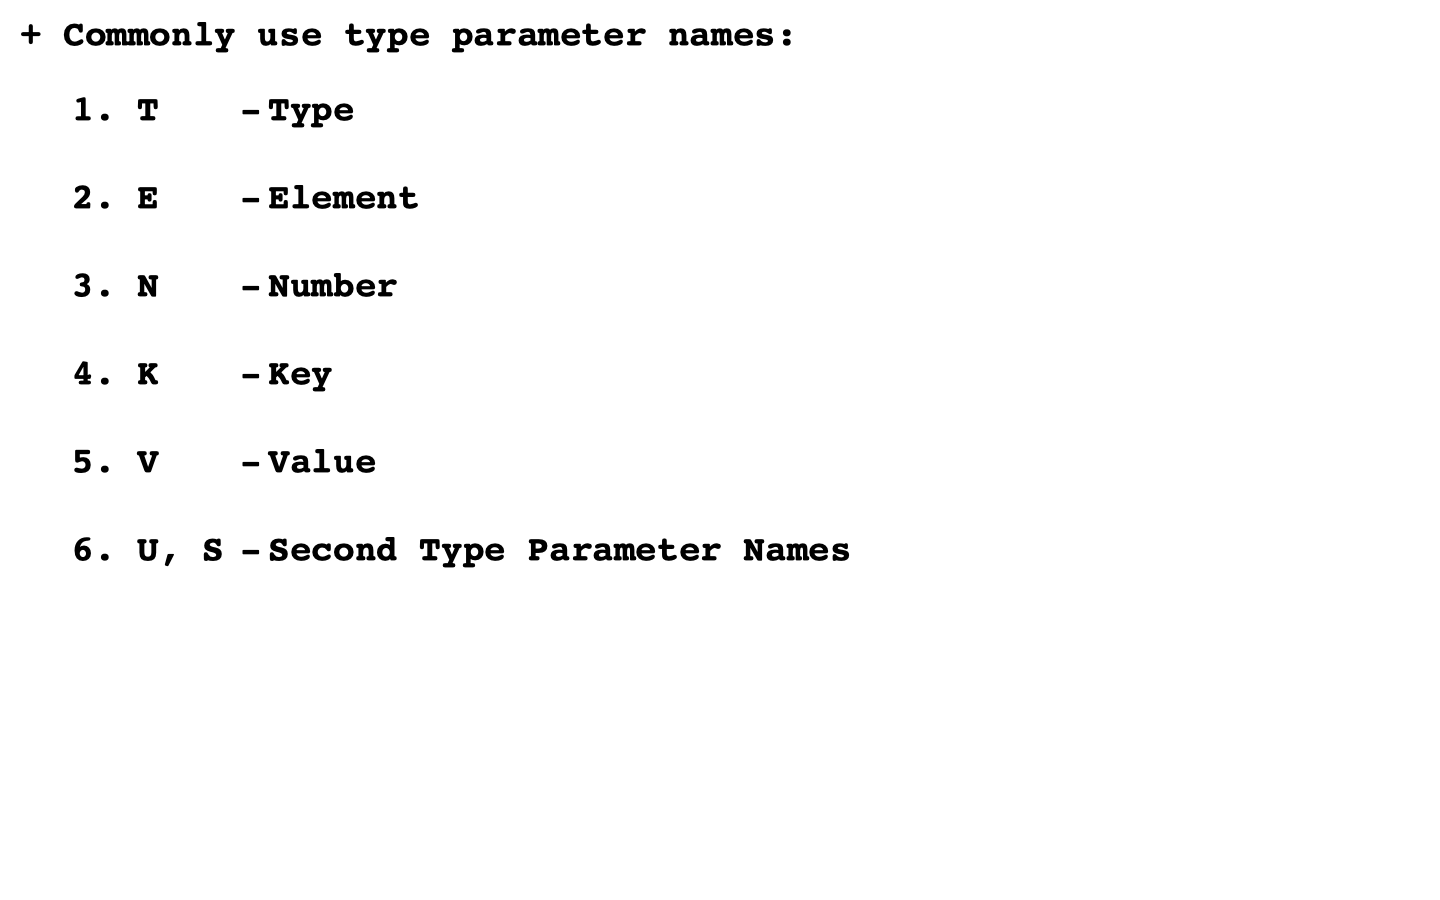 + Commonly use type parameter names:
1. T - Type
2. E - Element
3. N - Number
4. K - Key
5. V - Value
6. U, S - Second Type Parameter Names